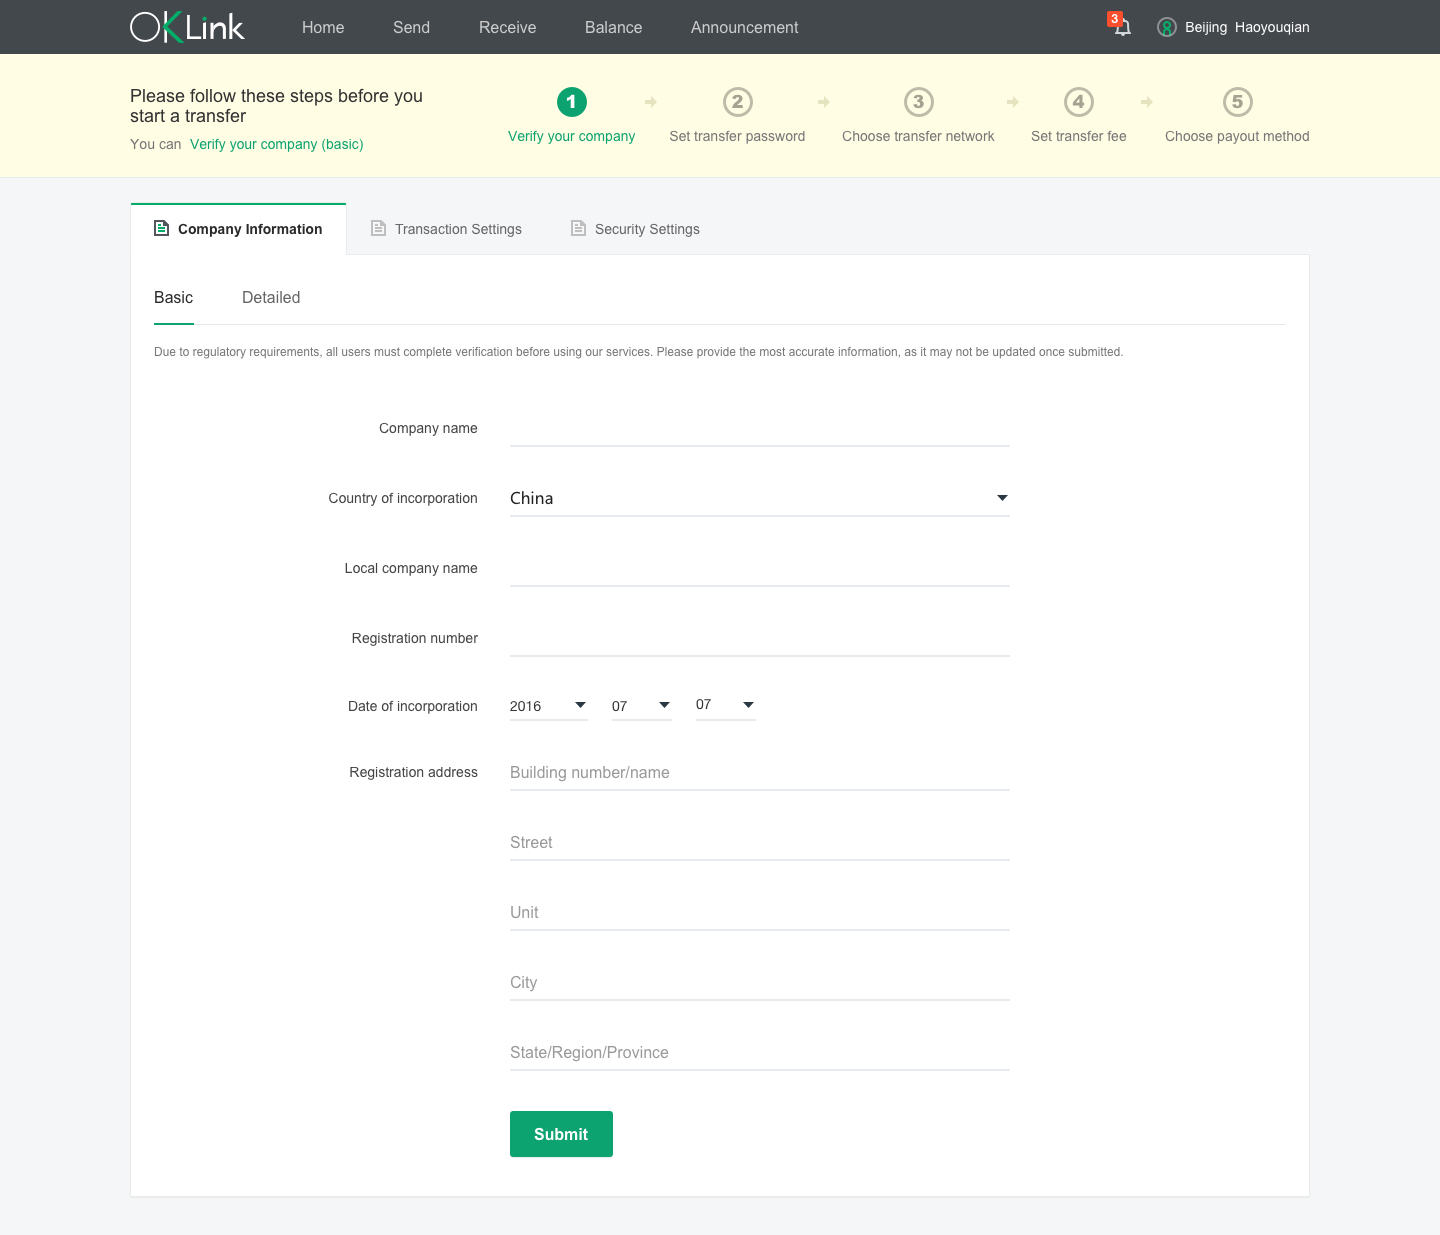 OKLink
Home Send Receive Balance Announcement
3
Beijing Haoyouqian
Please follow these steps before you
start a transfer
You can Verify your company (basic)
1 2 3 4 5
Verify your company Set transfer password Choose transfer network Set transfer fee Choose payout method
Company Information Transaction Settings Security Settings
Basic Detailed
Due to regulatory requirements, all users must complete verification before using our services. Please provide the most accurate information, as it may not be updated once submitted.
Company name
Country of incorporation China
Local company name
Registration number
Date of incorporation 2016 07 07
Registration address Building number/name
Street
Unit
City
State/Region/Province
Submit